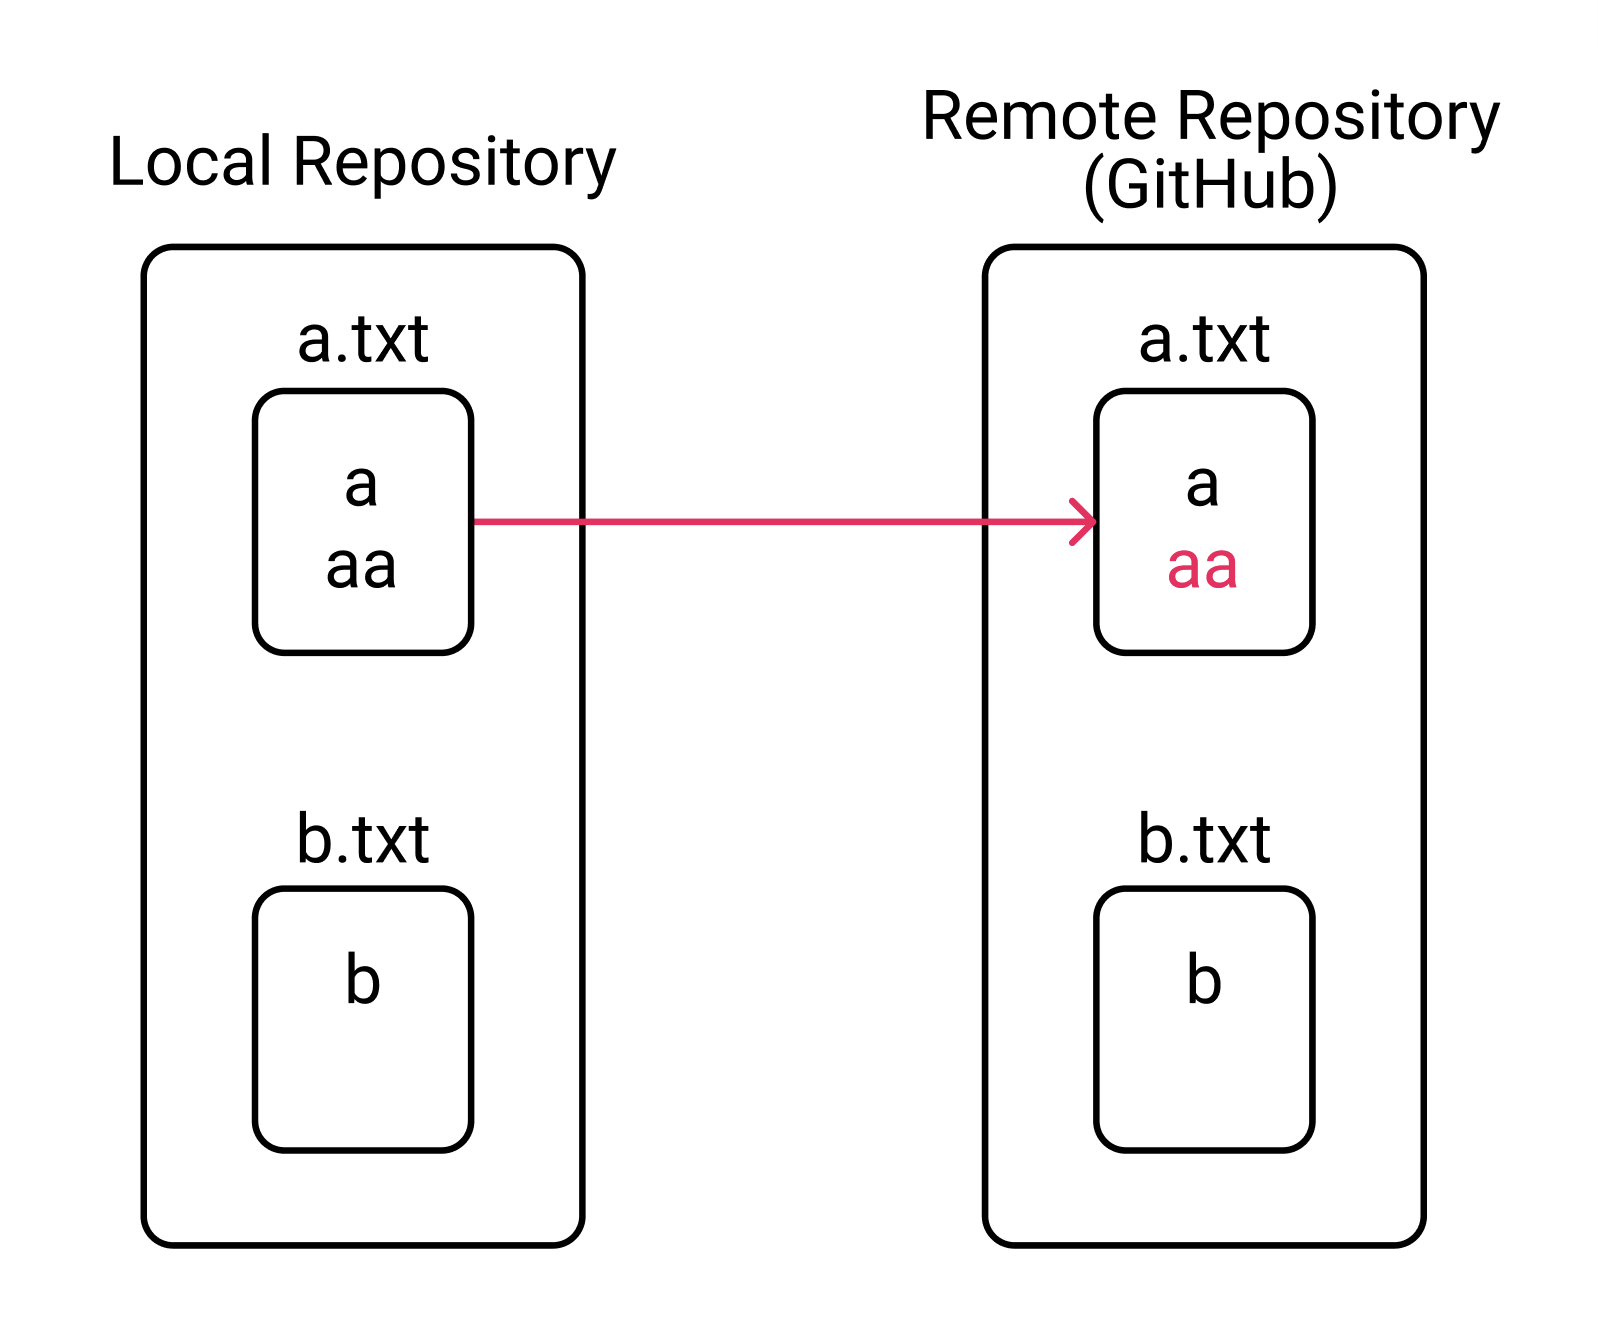 Local Repository
a.txt
a
aa
b.txt
b
Remote Repository
(GitHub)
a.txt
a
aa
b.txt
b